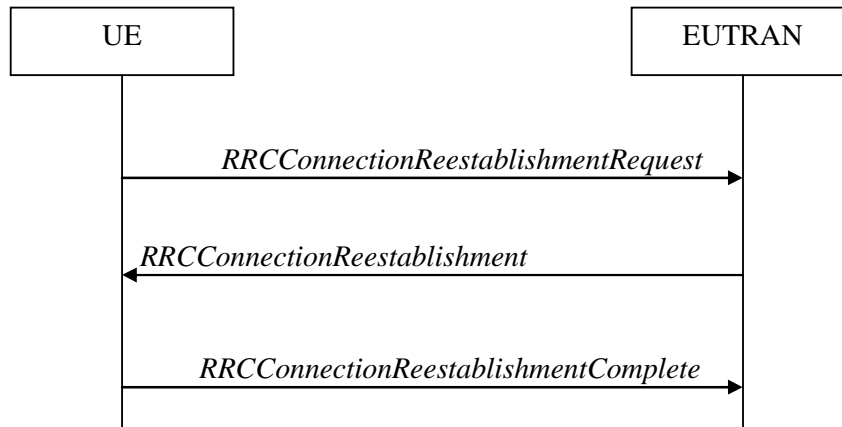 UE
EUTRAN
RRCConnectionReestablishmentRequest
RRCConnectionReestablishment
RRCConnectionReestablishmentComplete